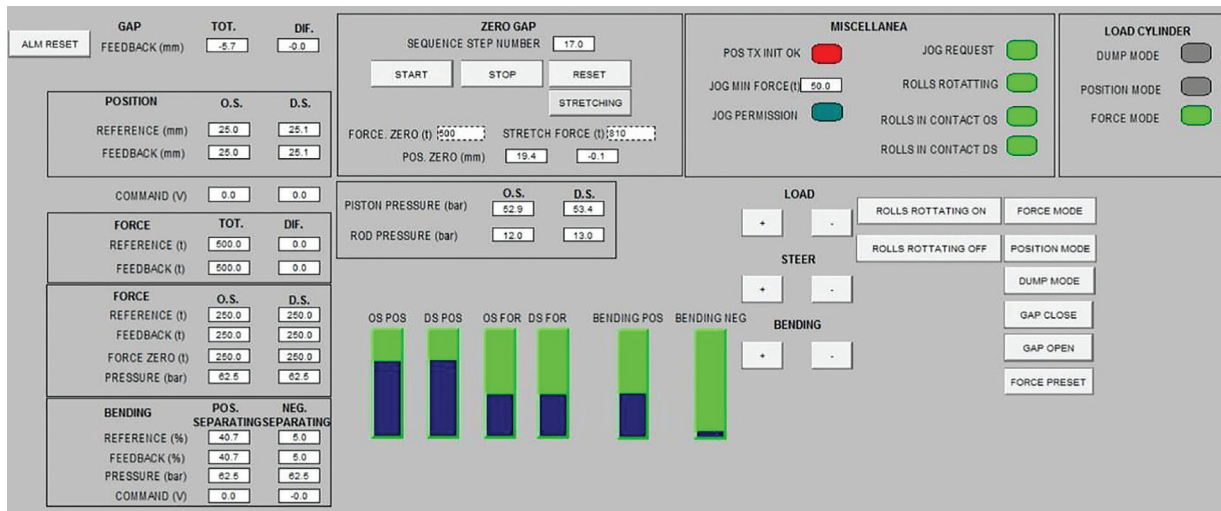 ALM RESET
GAP TOT. DIF.
FEEDBACK (mm) -5.7 -0.0
POSITION O.S. D.S.
REFERENCE (mm) 25.0 25.1
FEEDBACK (mm) 25.0 25.1
COMMAND (V) 0.0 0.0
FORCE TOT. DIF.
REFERENCE (t) 500.0 0.0
FEEDBACK (t) 500.0 0.0
FORCE O.S. D.S.
REFERENCE (t) 250.0 250.0
FEEDBACK (t) 250.0 250.0
FORCE ZERO (t) 250.0 250.0
PRESSURE (bar) 62.5 62.5
BENDING POS. SEPARATING NEG. SEPARATING
REFERENCE (%) 40.7 5.0
FEEDBACK (%) 40.7 5.0
PRESSURE (bar) 62.5 62.5
COMMAND (V) 0.0 -0.0
ZERO GAP
SEQUENCE STEP NUMBER 17.0
START STOP RESET
STRETCHING
FORCE. ZERO (t) 500 STRETCH FORCE (t) 810
POS. ZERO (mm) 19.4 -0.1
O.S. D.S.
PISTON PRESSURE (bar) 52.9 53.4
ROD PRESSURE (bar) 12.0 13.0
OS POS DS POS OS FOR DS FOR BENDING POS BENDING NEG
MISCELLANEA
POS TX INIT OK JOG REQUEST
JOG MIN FORCE(t) 50.0 ROLLS ROTATTING
JOG PERMISSION ROLLS IN CONTACT OS
ROLLS IN CONTACT DS
LOAD CYLINDER
DUMP MODE
POSITION MODE
FORCE MODE
LOAD
+ -
STEER
+ -
BENDING
+ -
ROLLS ROTTATING ON FORCE MODE
ROLLS ROTTATING OFF POSITION MODE
DUMP MODE
GAP CLOSE
GAP OPEN
FORCE PRESET